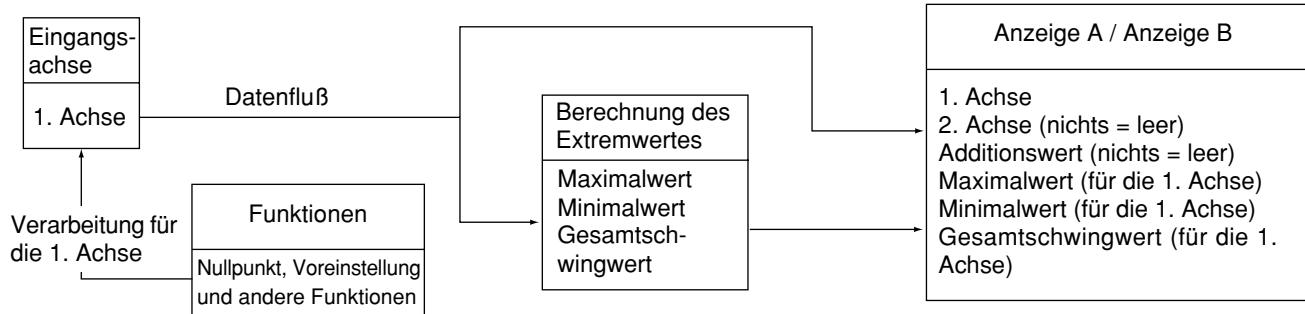 Eingangs-
achse
1. Achse
Datenfluß
Verarbeitung für
die 1. Achse
Funktionen
Nullpunkt, Voreinstellung
und andere Funktionen
Berechnung des
Extremwertes
Maximalwert
Minimalwert
Gesamtsch-
wingwert
Anzeige A / Anzeige B
1. Achse
2. Achse (nichts = leer)
Additionswert (nichts = leer)
Maximalwert (für die 1. Achse)
Minimalwert (für die 1. Achse)
Gesamtschwingwert (für die 1.
Achse)